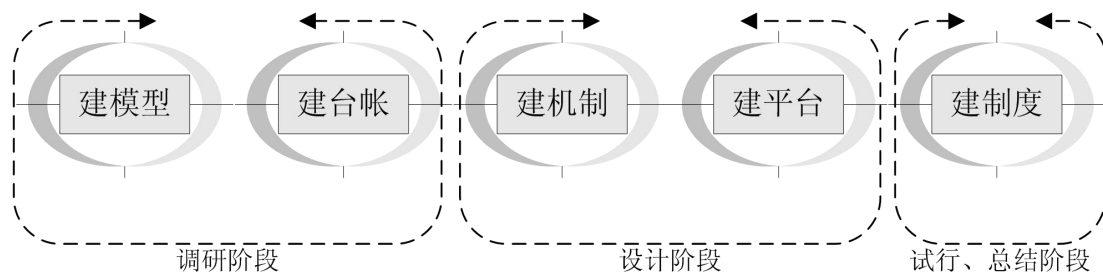 建模型
建台帐
建机制
建平台
建制度
调研阶段
设计阶段
试行、总结阶段